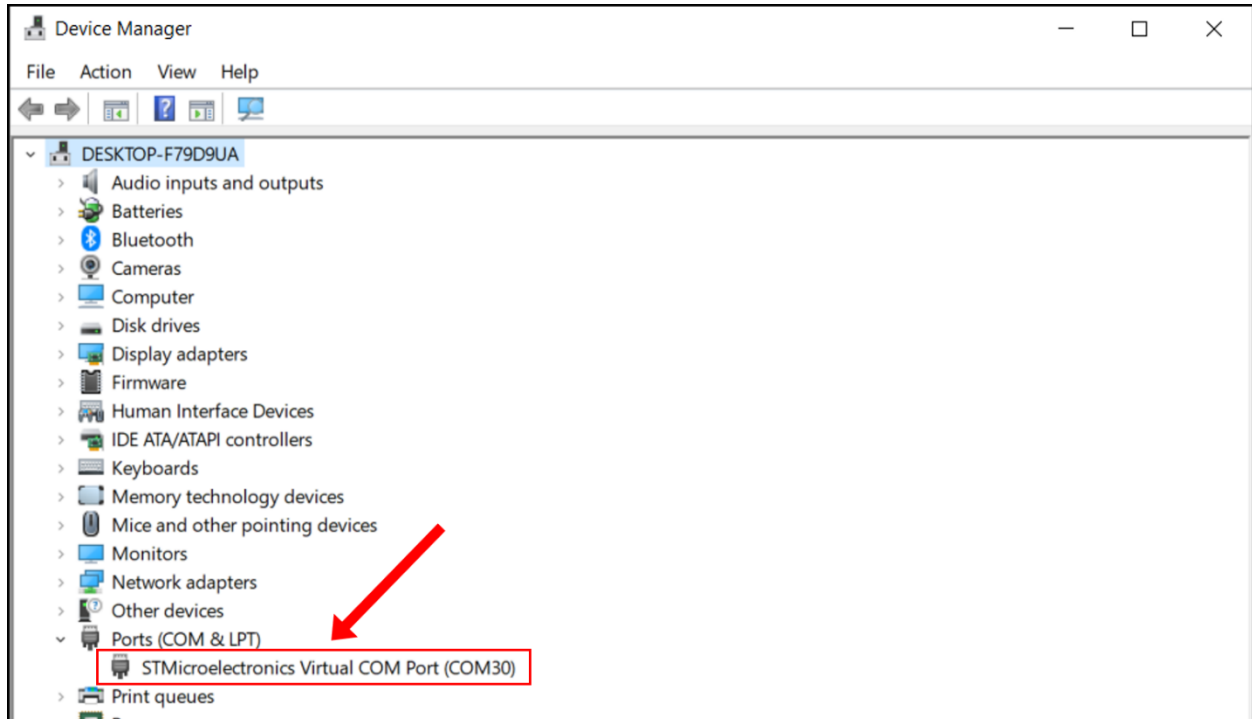 Device Manager
File Action View Help
DESKTOP-F79D9UA
Audio inputs and outputs
Batteries
Bluetooth
Cameras
Computer
Disk drives
Display adapters
Firmware
Human Interface Devices
IDE ATA/ATAPI controllers
Keyboards
Memory technology devices
Mice and other pointing devices
Monitors
Network adapters
Other devices
Ports (COM & LPT)
STMicroelectronics Virtual COM Port (COM30)
Print queues